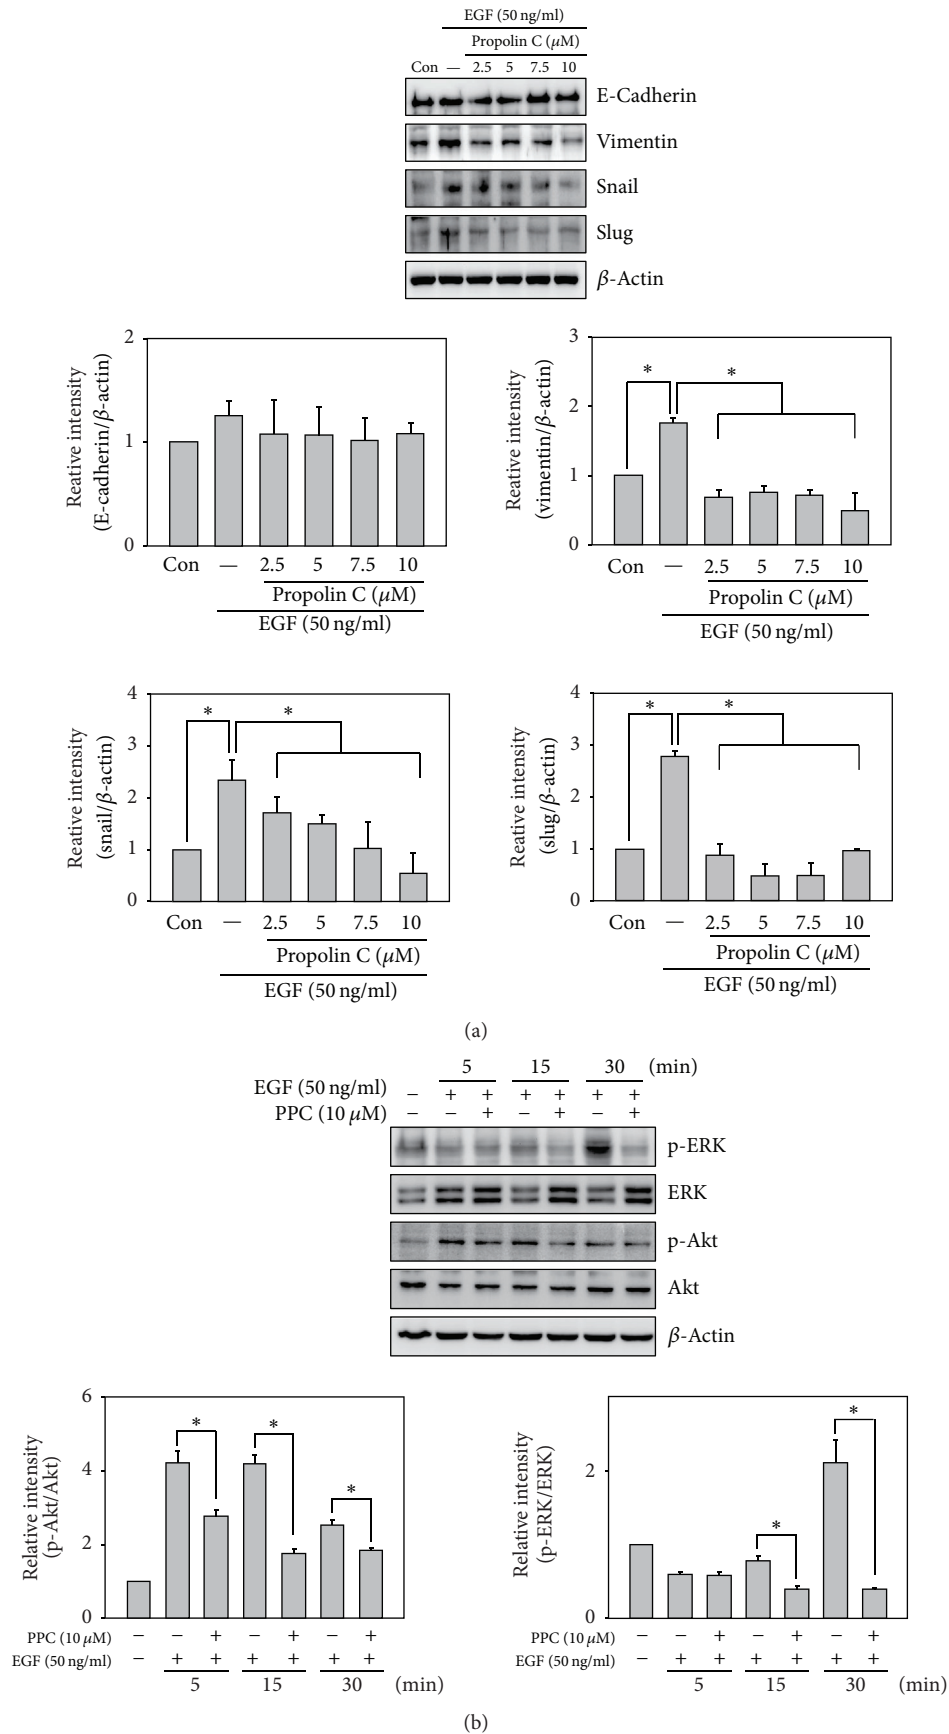 EGF (50 ng/ml)
Propolin C (μM)
Con — 2.5 5 7.5 10
E-Cadherin
Vimentin
Snail
Slug
β-Actin
Reative intensity
(E-cadherin/β-actin)
2
1
0
Con — 2.5 5 7.5 10
Propolin C (μM)
EGF (50 ng/ml)
Reative intensity
(vimentin/β-actin)
3
2
1
0
* *
Con — 2.5 5 7.5 10
Propolin C (μM)
EGF (50 ng/ml)
Reative intensity
(snail/β-actin)
4
3
2
1
0
* *
Con — 2.5 5 7.5 10
Propolin C (μM)
EGF (50 ng/ml)
Reative intensity
(slug/β-actin)
4
3
2
1
0
* *
Con — 2.5 5 7.5 10
Propolin C (μM)
EGF (50 ng/ml)
(a)
5 15 30 (min)
EGF (50 ng/ml) − + + + + + +
PPC (10 μM) − − + − + − +
p-ERK
ERK
p-Akt
Akt
β-Actin
Relative intensity
(p-Akt/Akt)
6
4
2
0
* * *
PPC (10 μM) − − + − + − +
EGF (50 ng/ml) − + + + + + +
5 15 30 (min)
Relative intensity
(p-ERK/ERK)
2
0
* *
PPC (10 μM) − − + − + − +
EGF (50 ng/ml) − + + + + + +
5 15 30 (min)
(b)